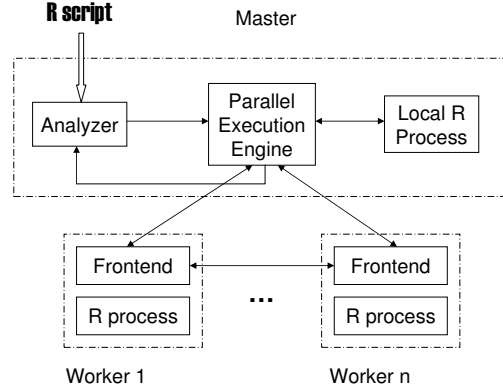 R script
Master
Analyzer
Parallel
Execution
Engine
Local R
Process
Frontend
R process
...
Frontend
R process
Worker 1
Worker n